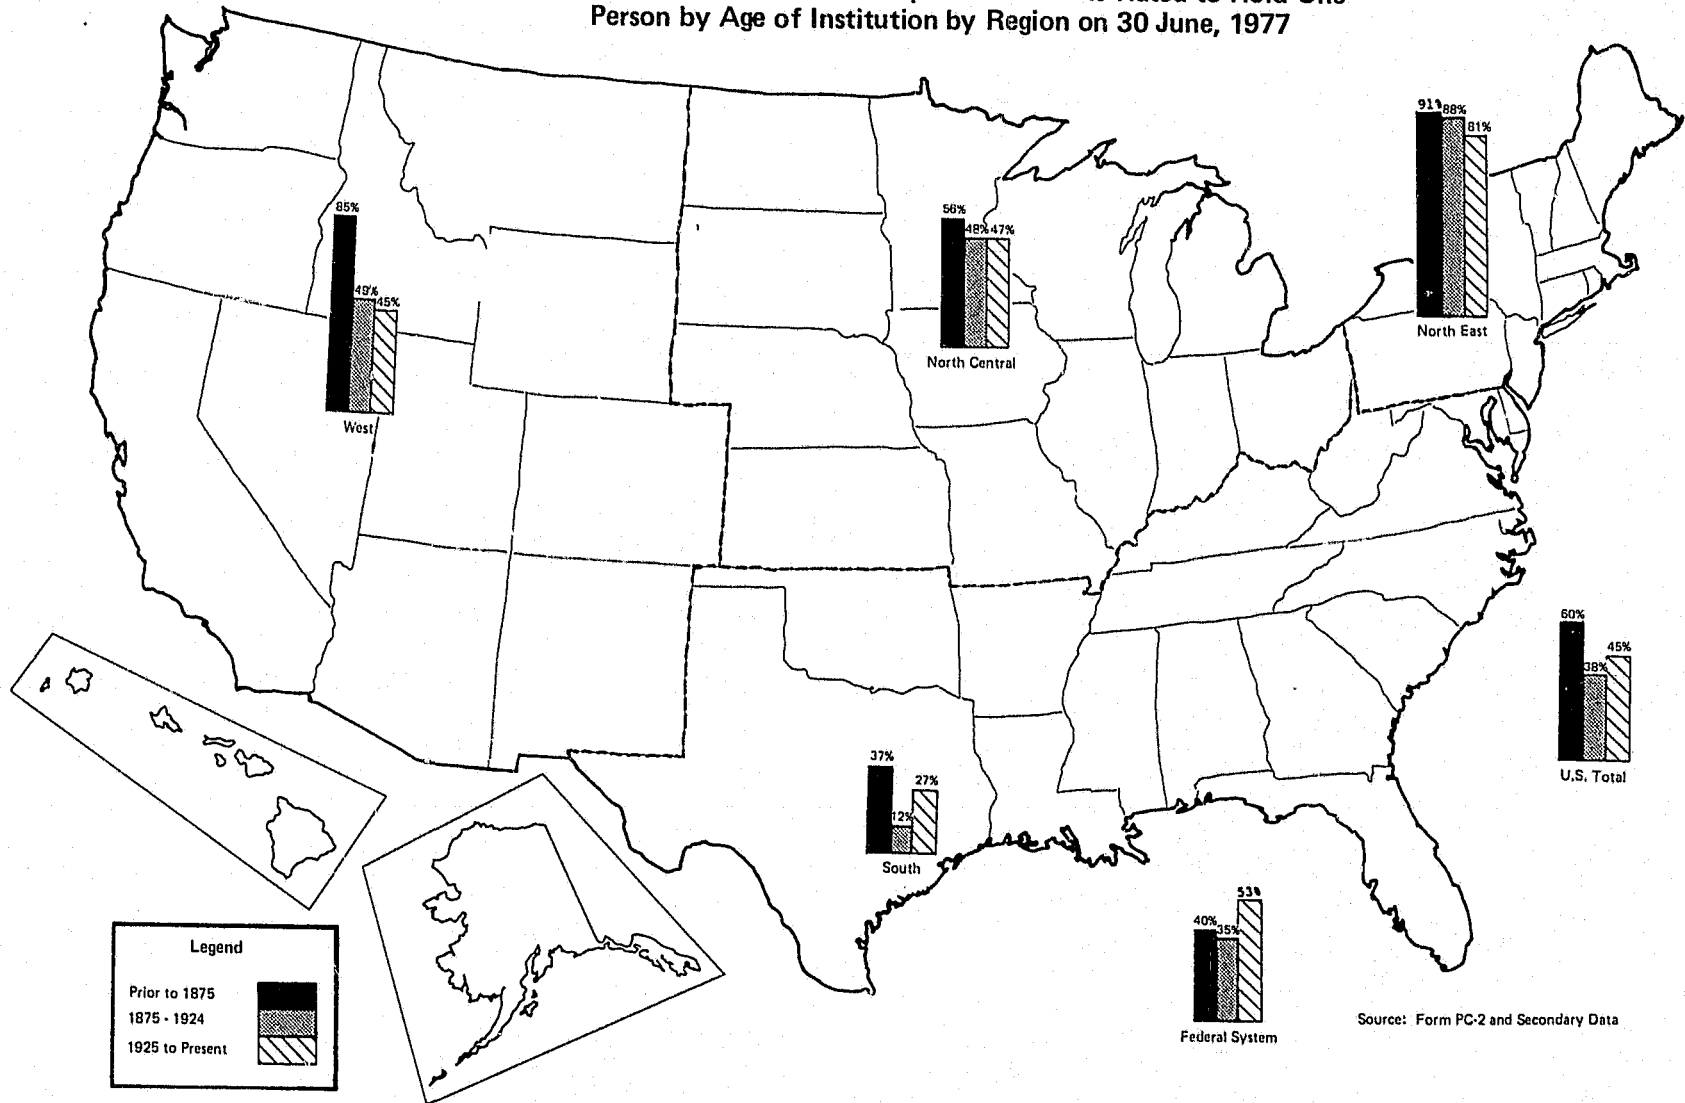 Person by Age of Institution by Region on 30 June, 1977
91% 88%
81%
North East
85%
49%
45%
West
56%
48% 47%
North Central
60%
38%
45%
U.S. Total
37%
12%
27%
South
40%
35%
53%
Federal System
Legend
Prior to 1875
1875 - 1924
1925 to Present
Source: Form PC-2 and Secondary Data